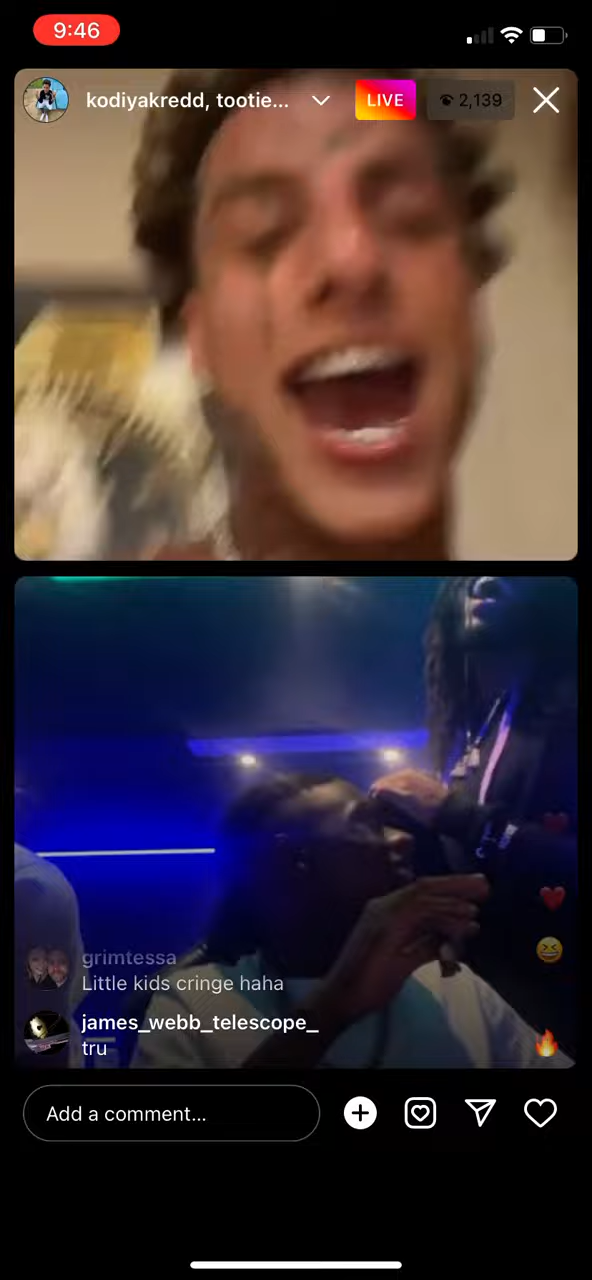 9:46
kodiyakredd, tootie...
LIVE
2,139
grimtessa
Little kids cringe haha
james_webb_telescope_
tru
Add a comment...